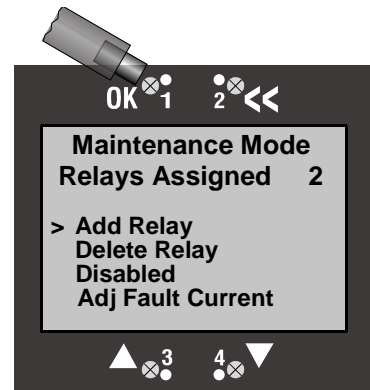 OK 1 2 <<
Maintenance Mode
Relays Assigned 2
> Add Relay
Delete Relay
Disabled
Adj Fault Current
3 4